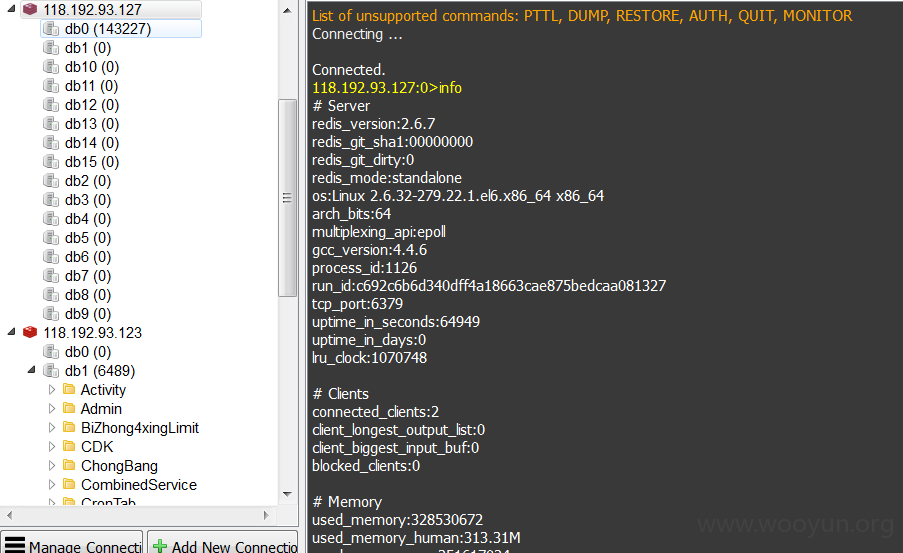 118.192.93.127
db0 (143227)
db1 (0)
db10 (0)
db11 (0)
db12 (0)
db13 (0)
db14 (0)
db15 (0)
db2 (0)
db3 (0)
db4 (0)
db5 (0)
db6 (0)
db7 (0)
db8 (0)
db9 (0)
118.192.93.123
db0 (0)
db1 (6489)
Activity
Admin
BiZhong4xingLimit
CDK
ChongBang
CombinedService
CronTab
Manage Connecti
Add New Connectio
List of unsupported commands: PTTL, DUMP, RESTORE, AUTH, QUIT, MONITOR
Connecting ...
Connected.
118.192.93.127:0>info
# Server
redis_version:2.6.7
redis_git_sha1:00000000
redis_git_dirty:0
redis_mode:standalone
os:Linux 2.6.32-279.22.1.el6.x86_64 x86_64
arch_bits:64
multiplexing_api:epoll
gcc_version:4.4.6
process_id:1126
run_id:c692c6b6d340dff4a18663cae875bedcaa081327
tcp_port:6379
uptime_in_seconds:64949
uptime_in_days:0
lru_clock:1070748
# Clients
connected_clients:2
client_longest_output_list:0
client_biggest_input_buf:0
blocked_clients:0
# Memory
used_memory:328530672
used_memory_human:313.31M
www.wooyun.org